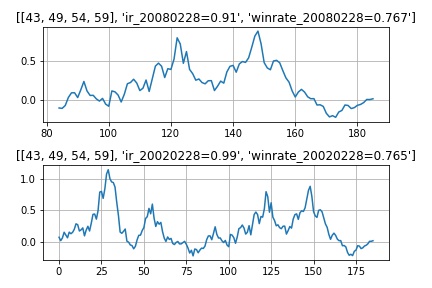 [[43, 49, 54, 59], 'ir_20080228=0.91', 'winrate_20080228=0.767']
0.5
0.0
80 100 120 140 160 180
[[43, 49, 54, 59], 'ir_20020228=0.99', 'winrate_20020228=0.765']
1.0
0.5
0.0
0 25 50 75 100 125 150 175